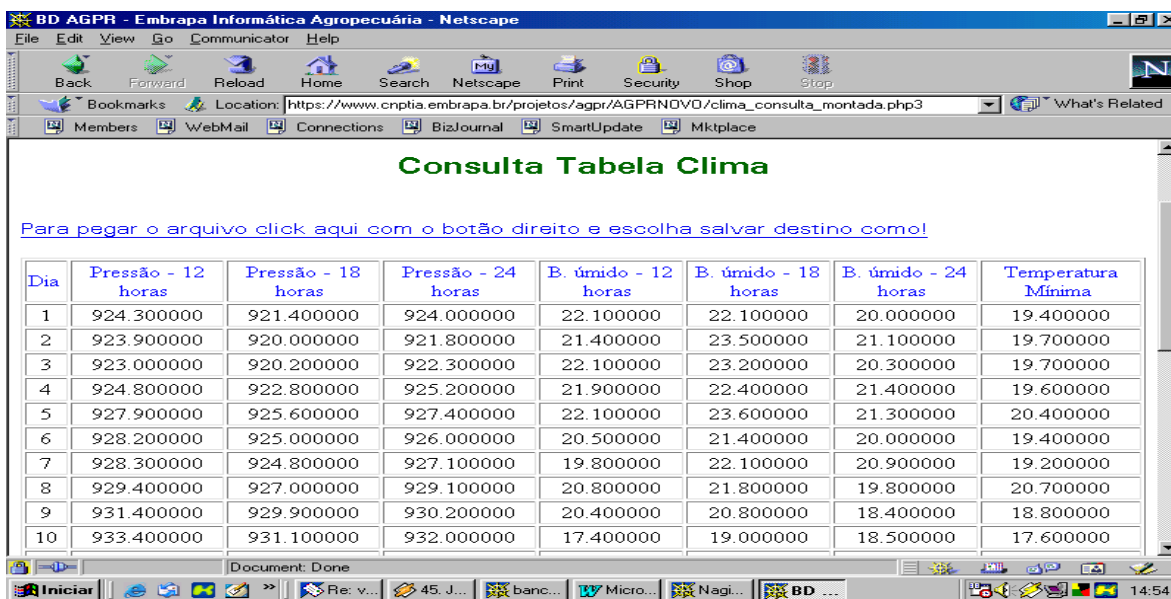 BD AGPR - Embrapa Informática Agropecuária - Netscape
File Edit View Go Communicator Help
Back Forward Reload Home Search Netscape Print Security Shop Stop
My
N
Bookmarks Location: https://www.cnptia.embrapa.br/projetos/agpr/AGPRNOVO/clima_consulta_montada.php3 What's Related
Members WebMail Connections BizJournal SmartUpdate Mktplace
Consulta Tabela Clima
Para pegar o arquivo click aqui com o botão direito e escolha salvar destino como!
Dia Pressão - 12 horas Pressão - 18 horas Pressão - 24 horas B. úmido - 12 horas B. úmido - 18 horas B. úmido - 24 horas Temperatura Mínima
1 924.300000 921.400000 924.000000 22.100000 22.100000 20.000000 19.400000
2 923.900000 920.000000 921.800000 21.400000 23.500000 21.100000 19.700000
3 923.000000 920.200000 922.300000 22.100000 23.200000 20.300000 19.700000
4 924.800000 922.800000 925.200000 21.900000 22.400000 21.400000 19.600000
5 927.900000 925.600000 927.400000 22.100000 23.600000 21.300000 20.400000
6 928.200000 925.000000 926.000000 20.500000 21.400000 20.000000 19.400000
7 928.300000 924.800000 927.100000 19.800000 22.100000 20.900000 19.200000
8 929.400000 927.000000 929.100000 20.800000 21.800000 19.800000 20.700000
9 931.400000 929.900000 930.200000 20.400000 20.800000 18.400000 18.800000
10 933.400000 931.100000 932.000000 17.400000 19.000000 18.500000 17.600000
Document: Done
Iniciar » Re: v... 45. J... banc... Micro... Nagi... BD ... 14:54